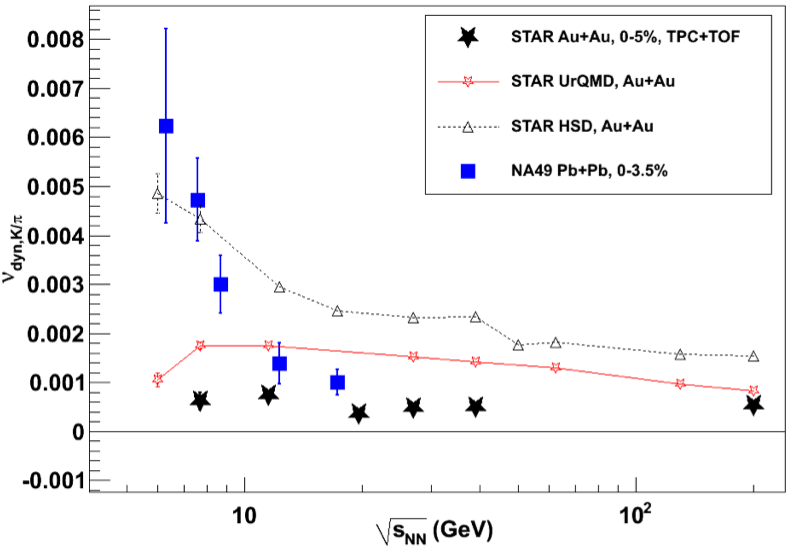 0.008
0.007
0.006
0.005
0.004
0.003
0.002
0.001
0
-0.001
ν dyn,K/π
STAR Au+Au, 0-5%, TPC+TOF
STAR UrQMD, Au+Au
STAR HSD, Au+Au
NA49 Pb+Pb, 0-3.5%
10
10²
√s_NN (GeV)